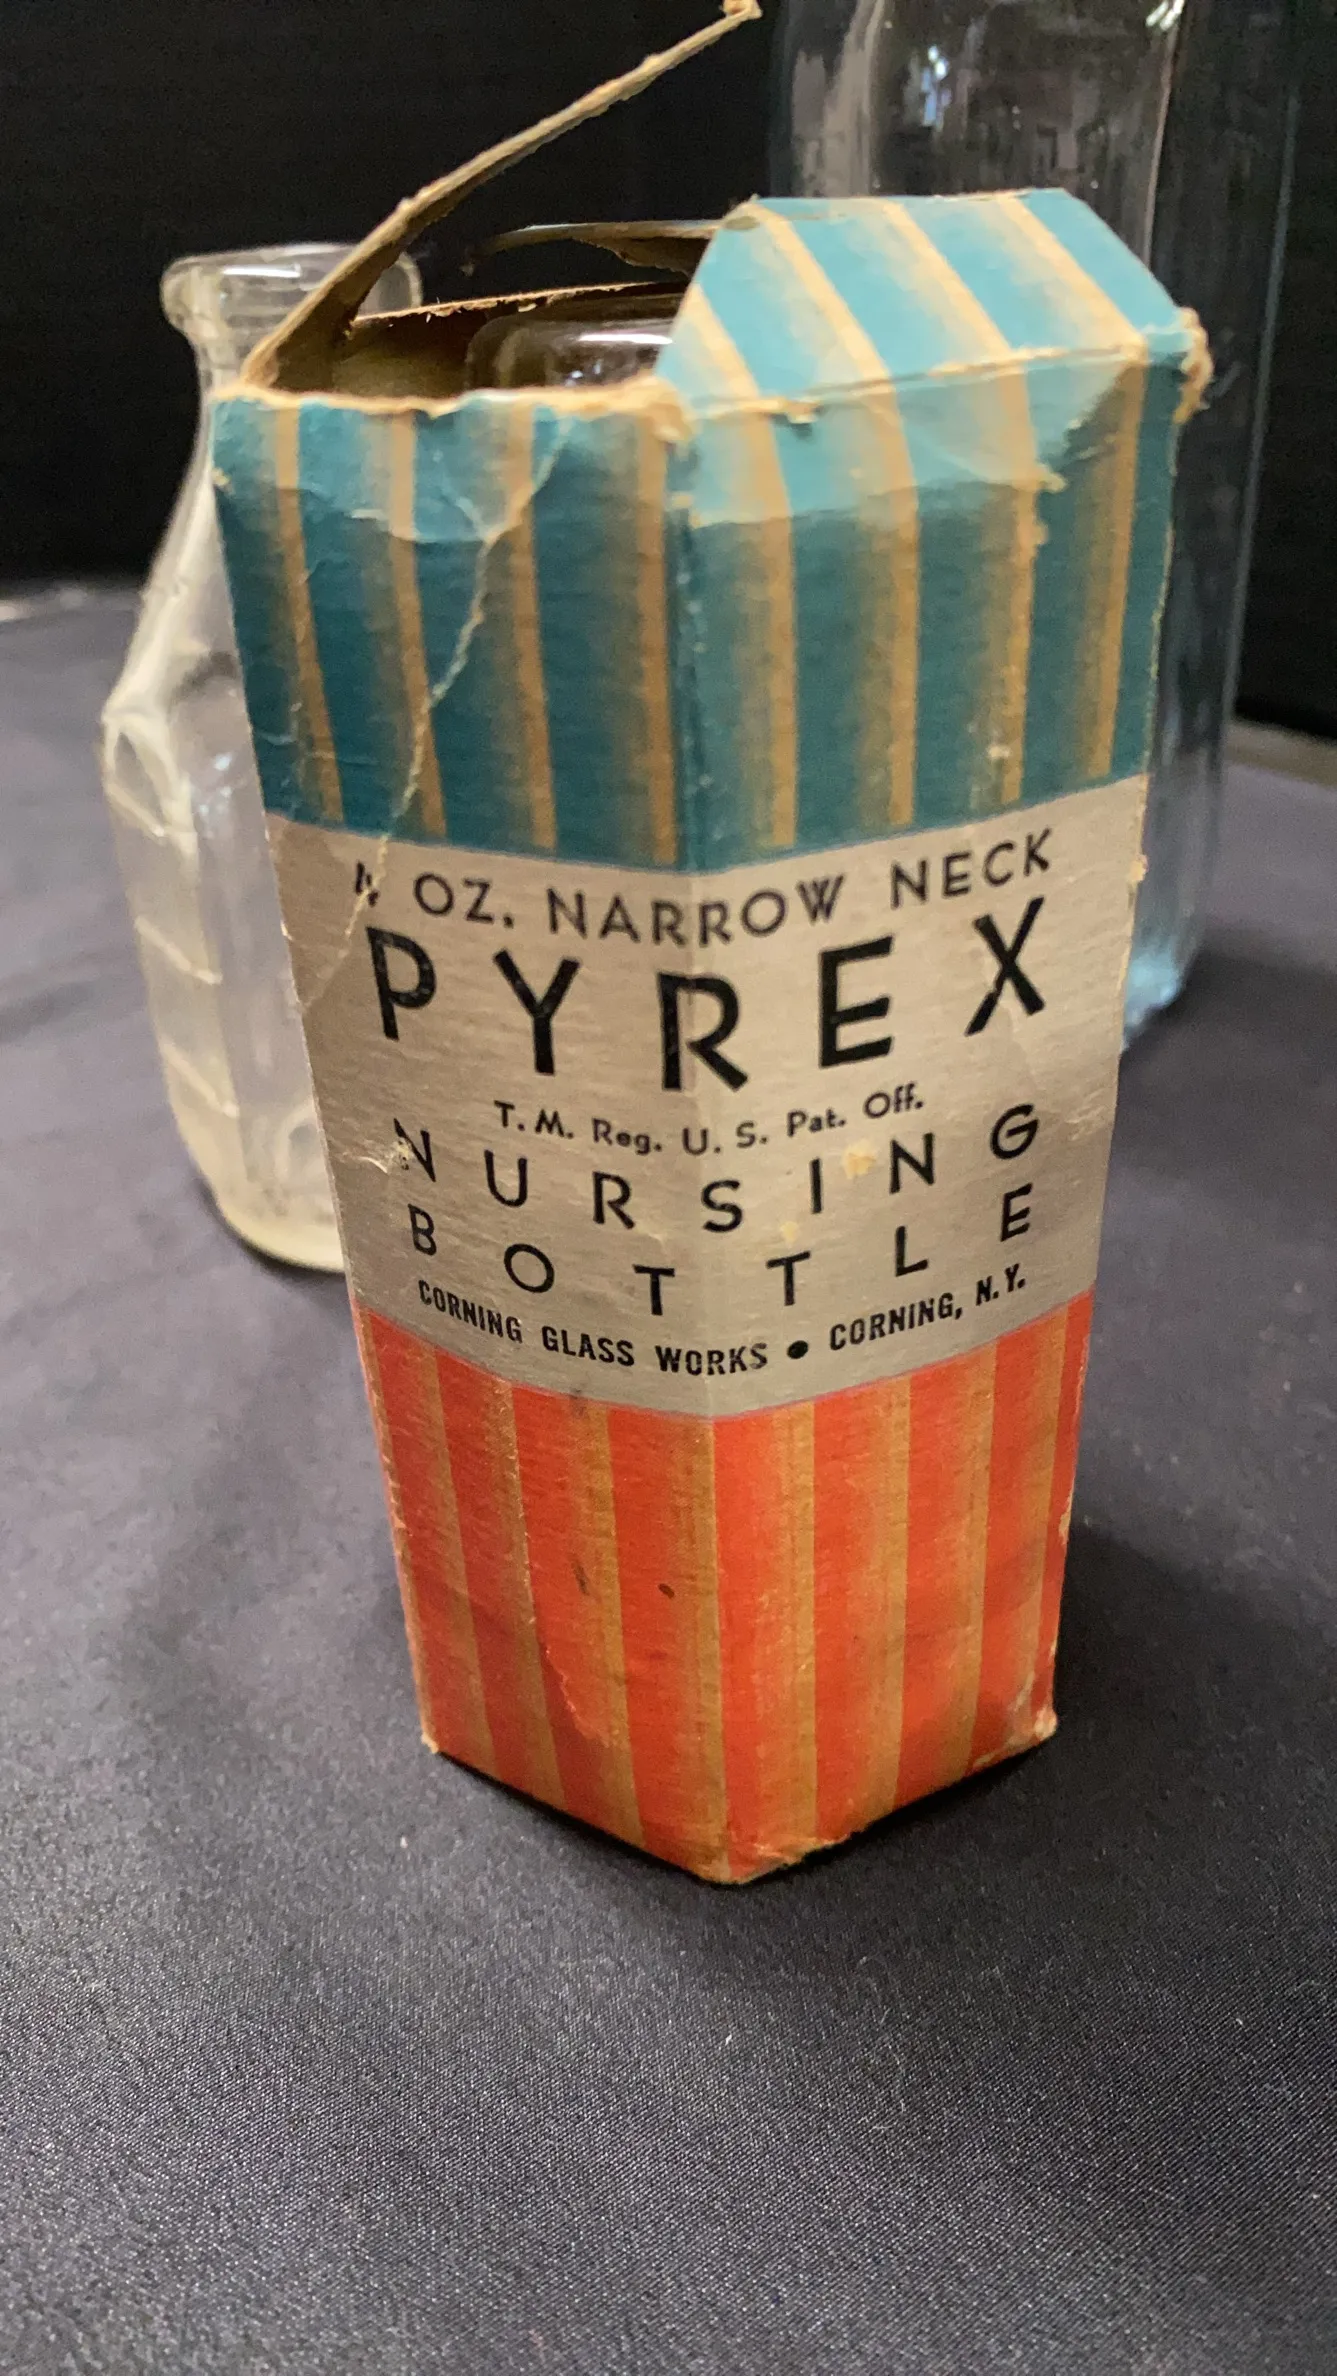 4 OZ. NARROW NECK
PYREX
T. M. Reg. U. S. Pat. Off.
NURSING
BOTTLE
CORNING GLASS WORKS • CORNING, N.Y.